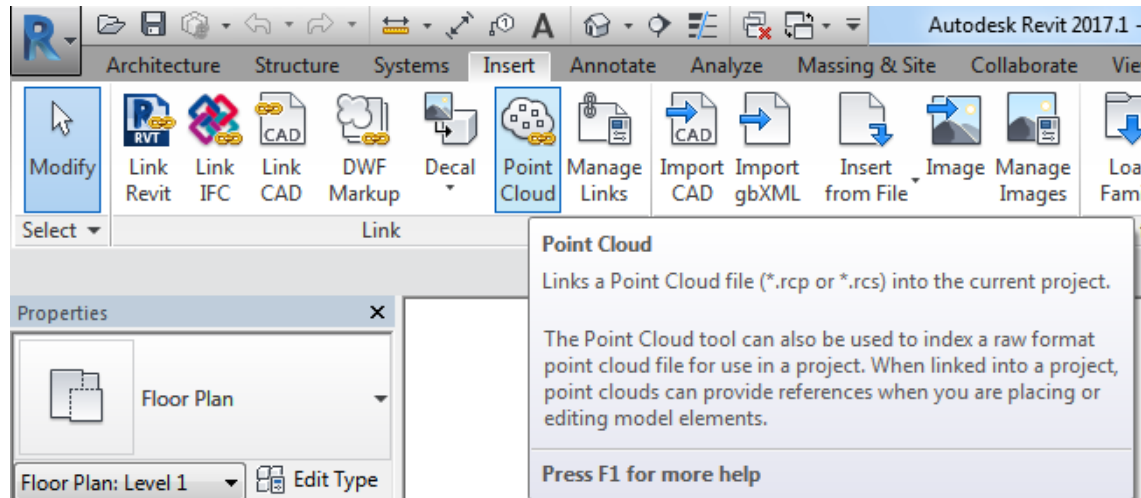 Autodesk Revit 2017.1 -
Architecture Structure Systems Insert Annotate Analyze Massing & Site Collaborate Vie
Modify
Link Revit
Link IFC
CAD
Link CAD
DWF Markup
Decal
Point Cloud
Manage Links
CAD
Import CAD
Import gbXML
Insert from File
Image
Manage Images
Loa
Fam
RVT
Select
Link
Point Cloud
Links a Point Cloud file (*.rcp or *.rcs) into the current project.
The Point Cloud tool can also be used to index a raw format
point cloud file for use in a project. When linked into a project,
point clouds can provide references when you are placing or
editing model elements.
Press F1 for more help
Properties
Floor Plan
Floor Plan: Level 1
Edit Type